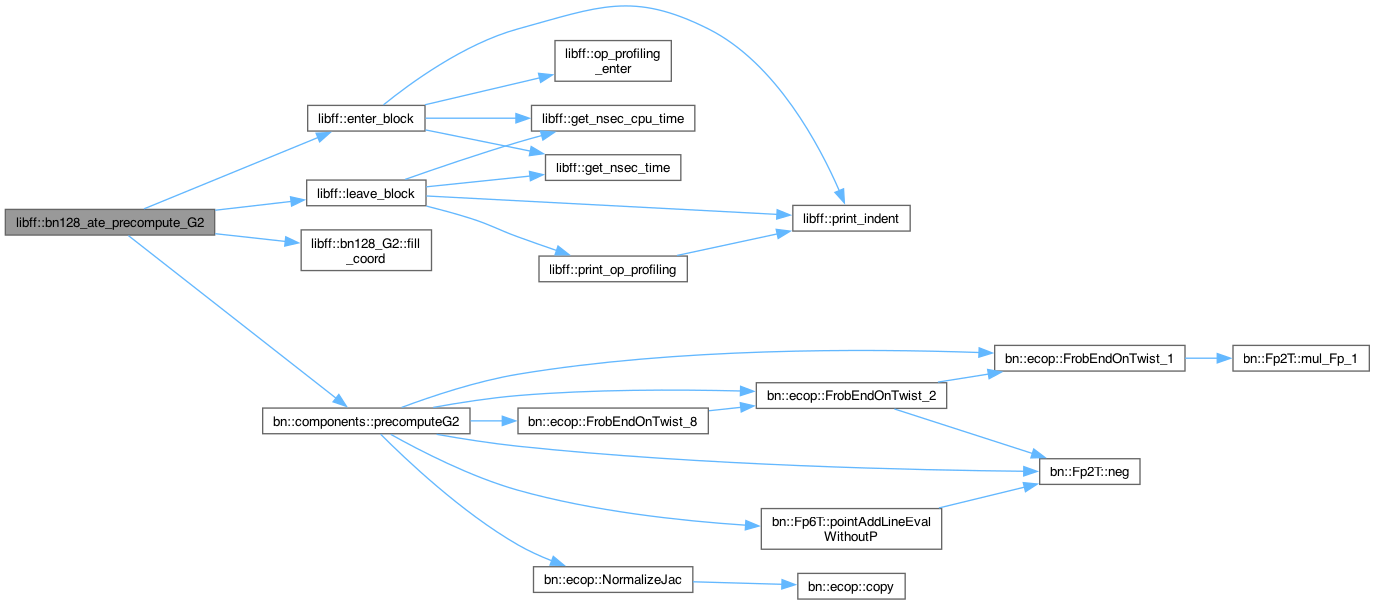 libff::op_profiling
_enter
libff::enter_block
libff::get_nsec_cpu_time
libff::get_nsec_time
libff::leave_block
libff::bn128_ate_precompute_G2
libff::print_indent
libff::bn128_G2::fill
_coord
libff::print_op_profiling
bn::ecop::FrobEndOnTwist_1
bn::Fp2T::mul_Fp_1
bn::ecop::FrobEndOnTwist_2
bn::components::precomputeG2
bn::ecop::FrobEndOnTwist_8
bn::Fp2T::neg
bn::Fp6T::pointAddLineEval
WithoutP
bn::ecop::NormalizeJac
bn::ecop::copy